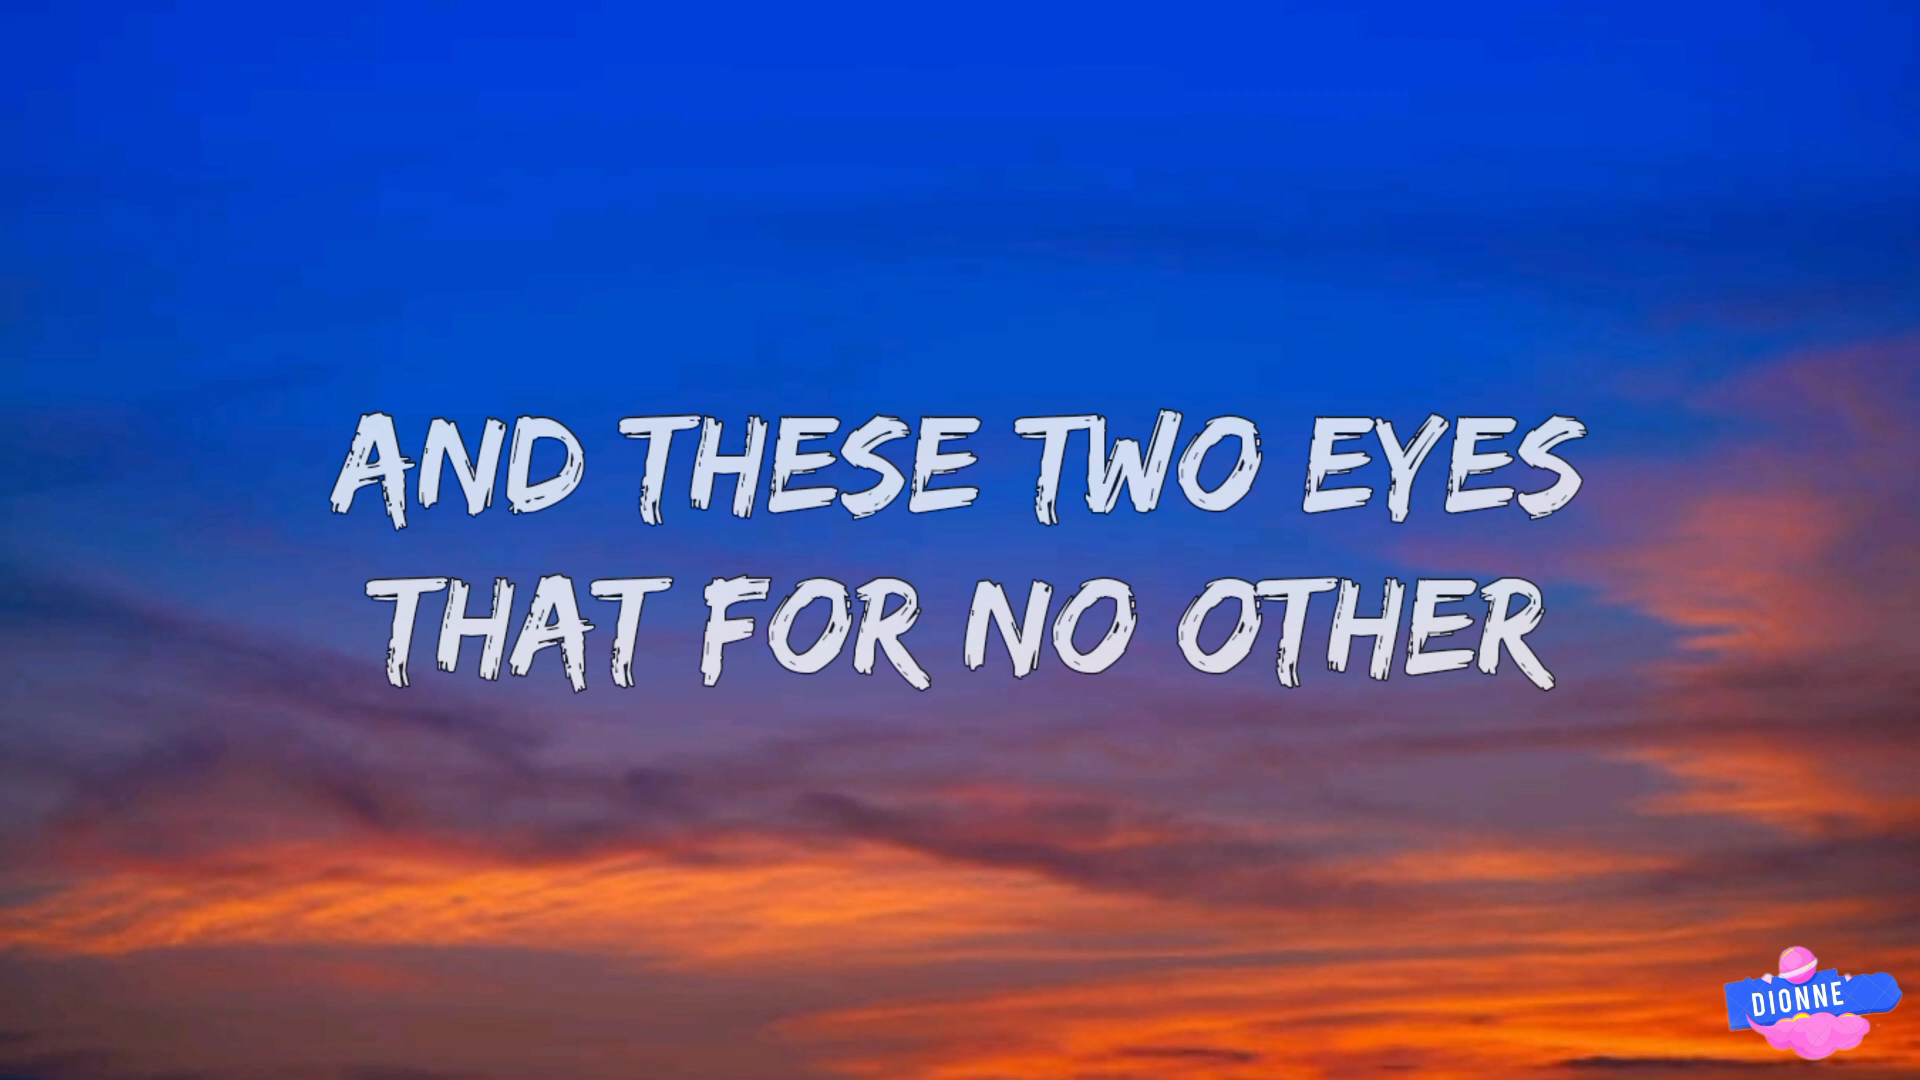 AND THESE TWO EYES
THAT FOR NO OTHER
DIONNE